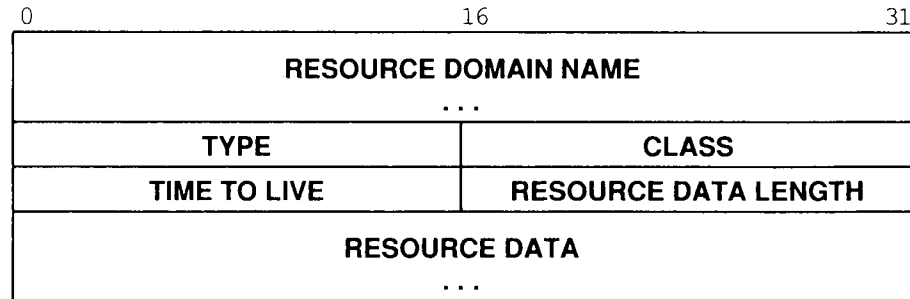 0 16 31
RESOURCE DOMAIN NAME
...
TYPE CLASS
TIME TO LIVE RESOURCE DATA LENGTH
RESOURCE DATA
...